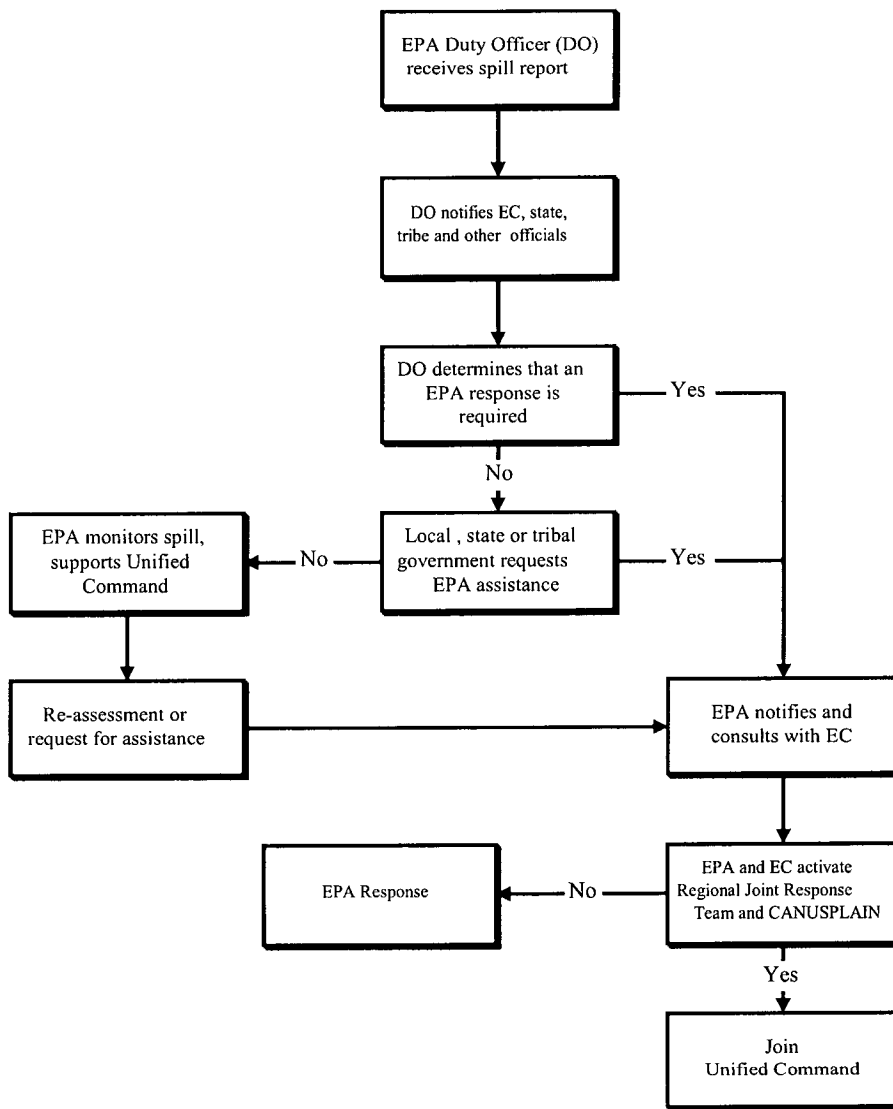 EPA Duty Officer (DO)
receives spill report
DO notifies EC, state,
tribe and other officials
DO determines that an
EPA response is
required
Yes
No
Local , state or tribal
government requests
EPA assistance
Yes
No
EPA monitors spill,
supports Unified
Command
Re-assessment or
request for assistance
EPA notifies and
consults with EC
EPA and EC activate
Regional Joint Response
Team and CANUSPLAIN
No
EPA Response
Yes
Join
Unified Command